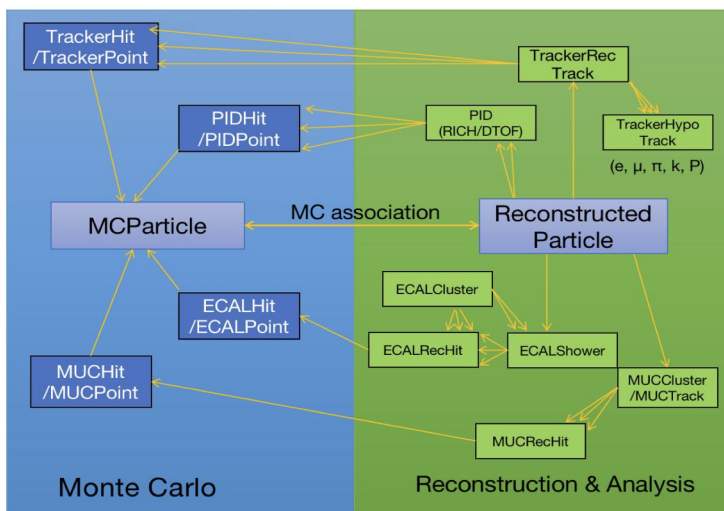 TrackerHit
/TrackerPoint
TrackerRec
Track
PIDHit
/PIDPoint
PID
(RICH/DTOF)
TrackerHypo
Track
(e, μ, π, k, P)
MCParticle
MC association
Reconstructed
Particle
ECALCluster
ECALHit
/ECALPoint
ECALRecHit
ECALShower
MUCHit
/MUCPoint
MUCCluster
/MUCTrack
MUCRecHit
Monte Carlo
Reconstruction & Analysis